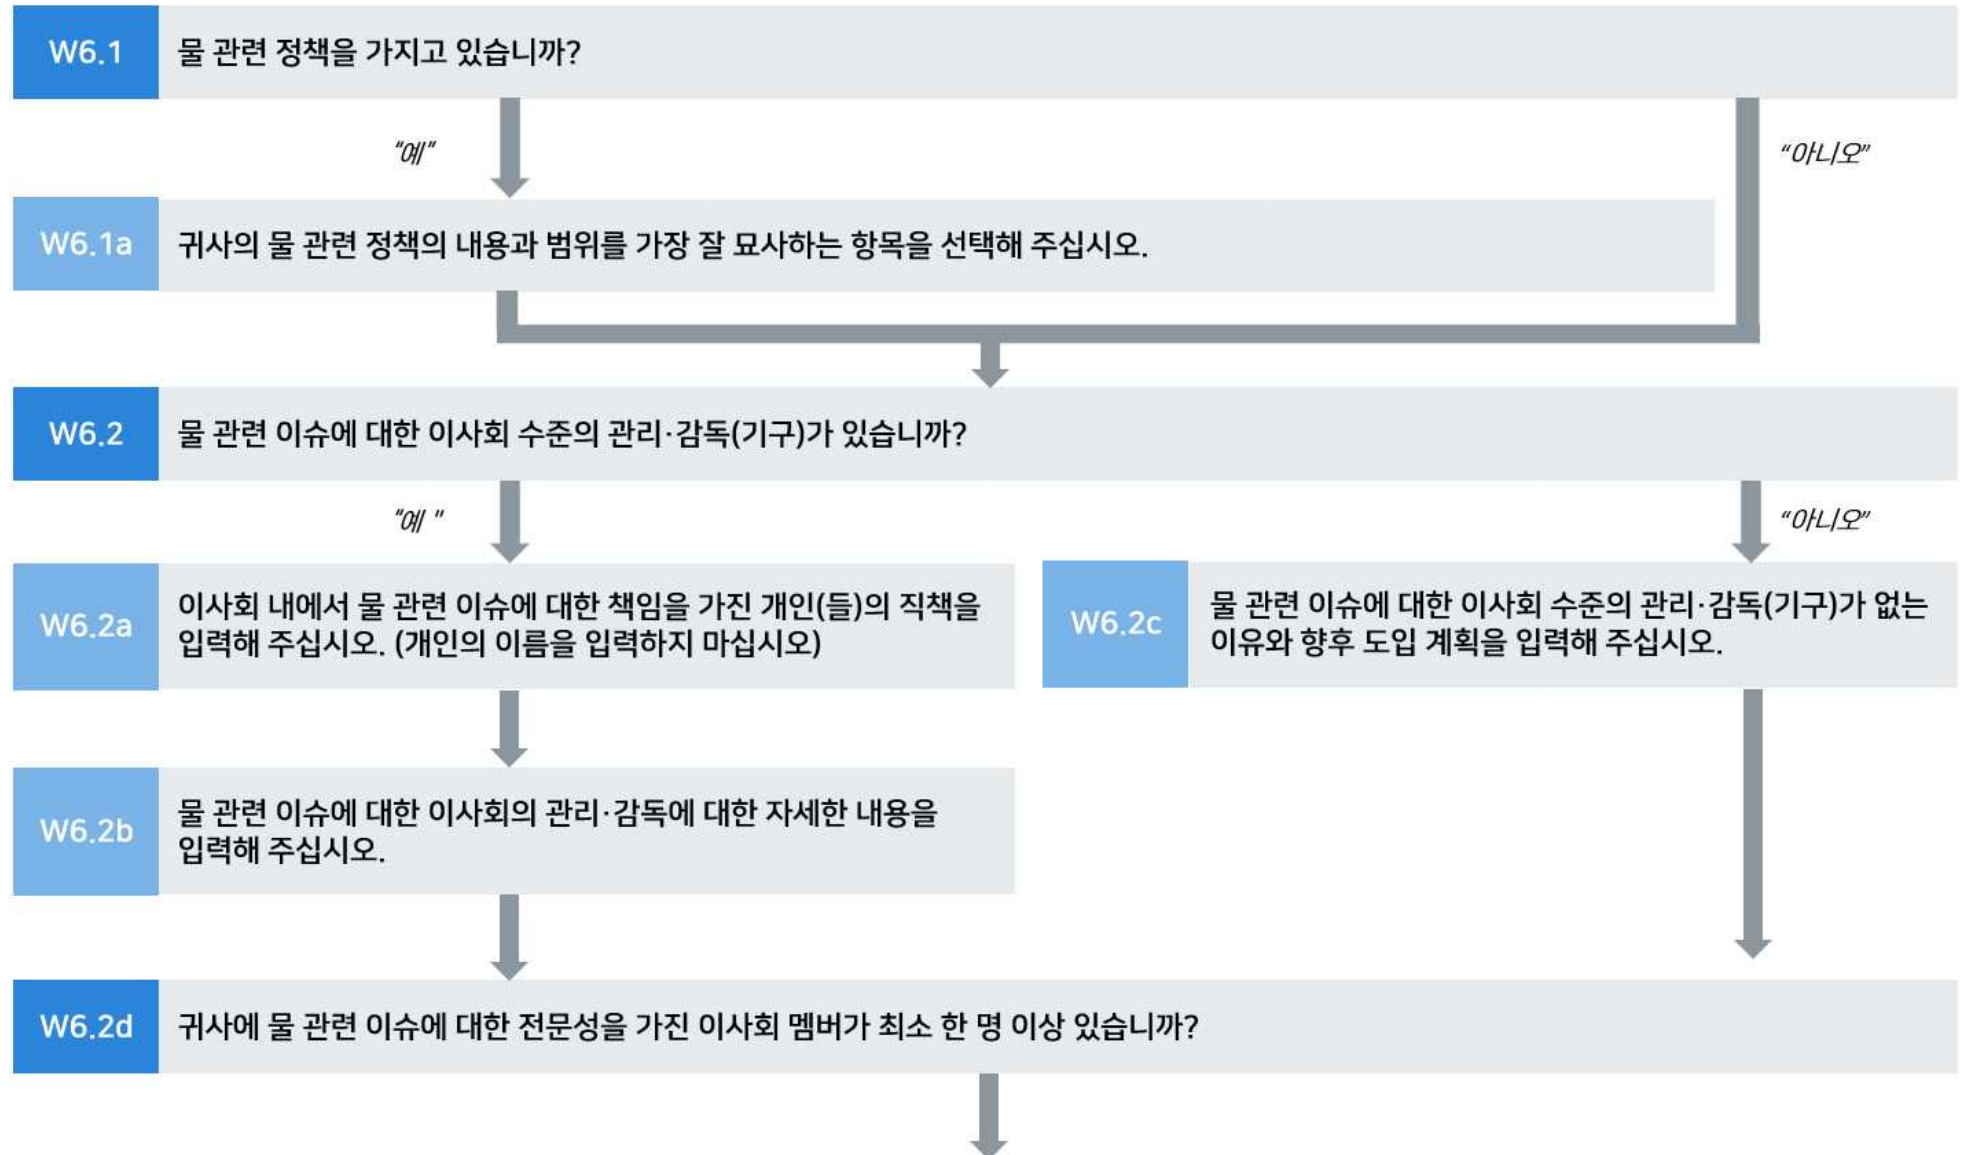 W6.1 물 관련 정책을 가지고 있습니까?
"예"
"아니오"
W6.1a 귀사의 물 관련 정책의 내용과 범위를 가장 잘 묘사하는 항목을 선택해 주십시오.
W6.2 물 관련 이슈에 대한 이사회 수준의 관리·감독(기구)가 있습니까?
"예 "
"아니오"
W6.2a
이사회 내에서 물 관련 이슈에 대한 책임을 가진 개인(들)의 직책을
입력해 주십시오. (개인의 이름을 입력하지 마십시오)
W6.2c
물 관련 이슈에 대한 이사회 수준의 관리·감독(기구)가 없는
이유와 향후 도입 계획을 입력해 주십시오.
W6.2b
물 관련 이슈에 대한 이사회의 관리·감독에 대한 자세한 내용을
입력해 주십시오.
W6.2d 귀사에 물 관련 이슈에 대한 전문성을 가진 이사회 멤버가 최소 한 명 이상 있습니까?